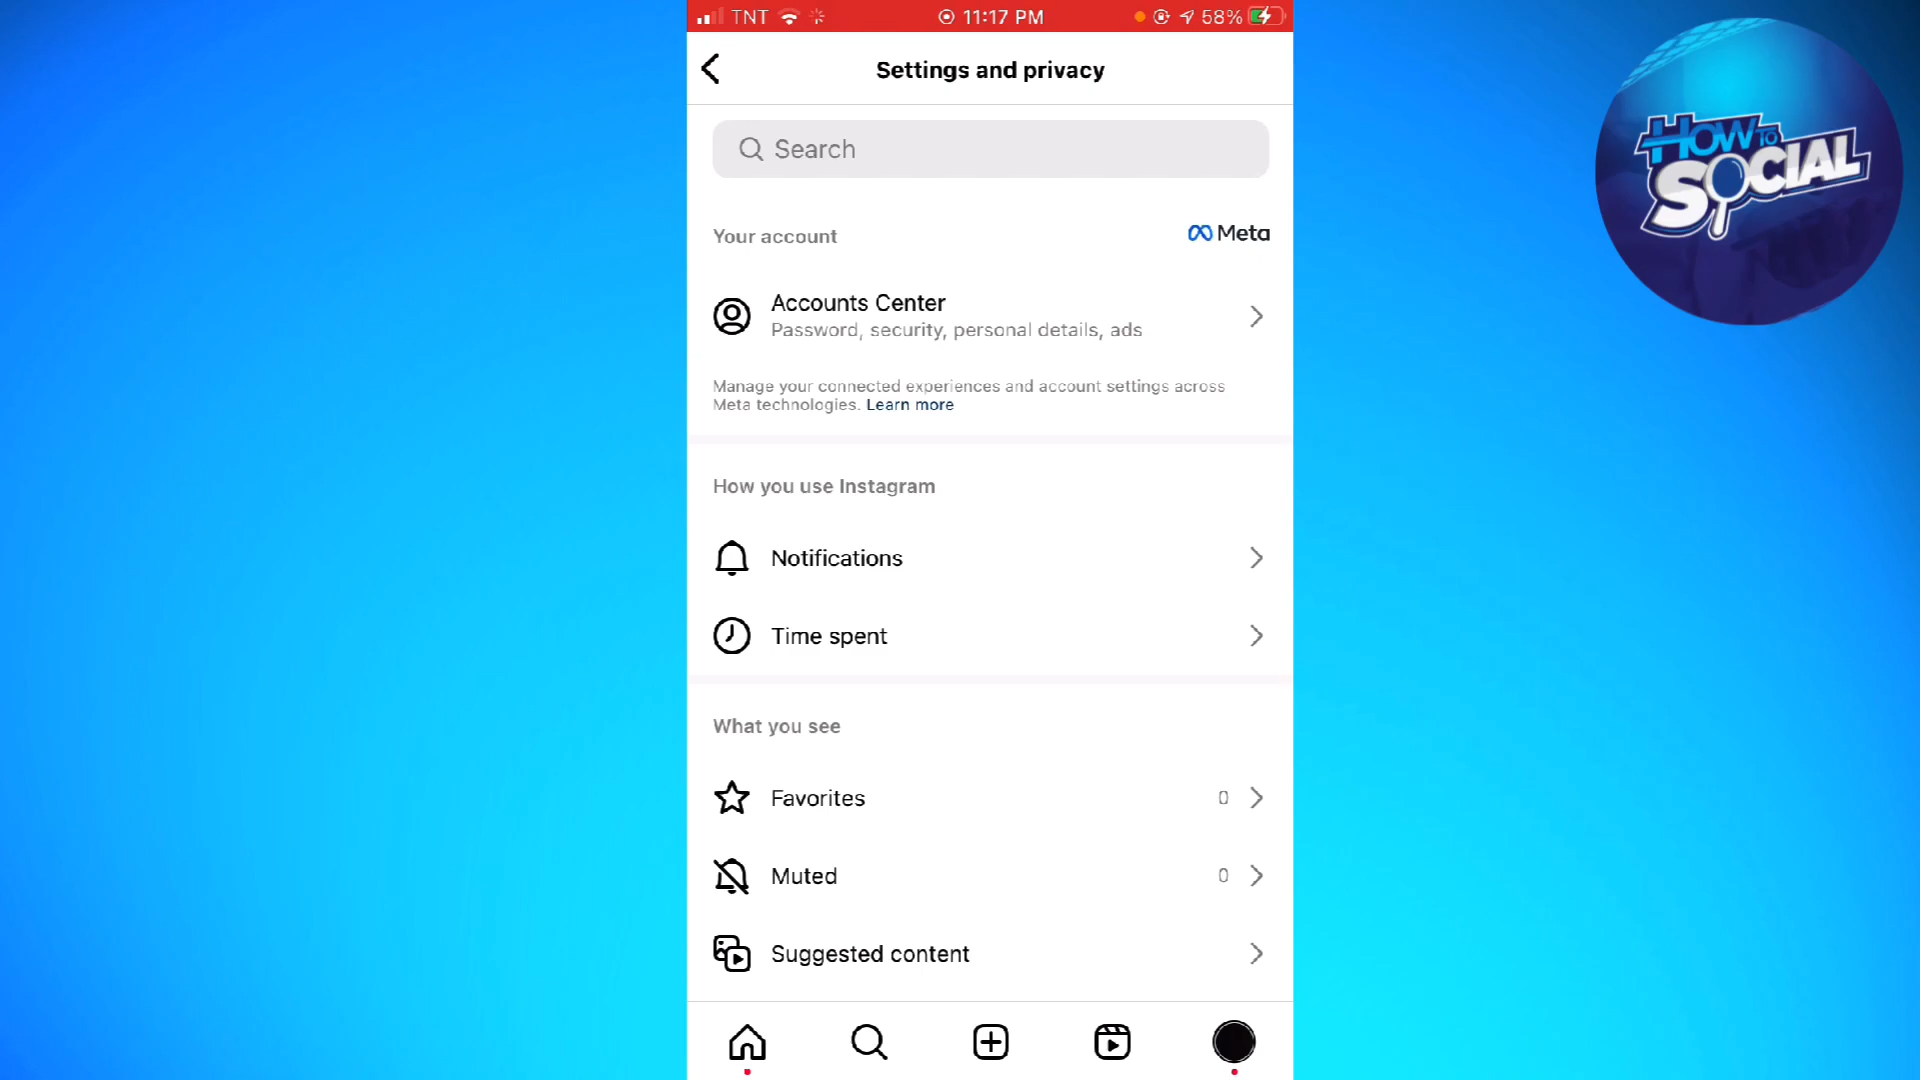 TNT 11:17 PM 58%
Settings and privacy
HOW TO
SOCIAL
Search
Your account Meta
Accounts Center
Password, security, personal details, ads
Manage your connected experiences and account settings across
Meta technologies. Learn more
How you use Instagram
Notifications
Time spent
What you see
Favorites 0
Muted 0
Suggested content